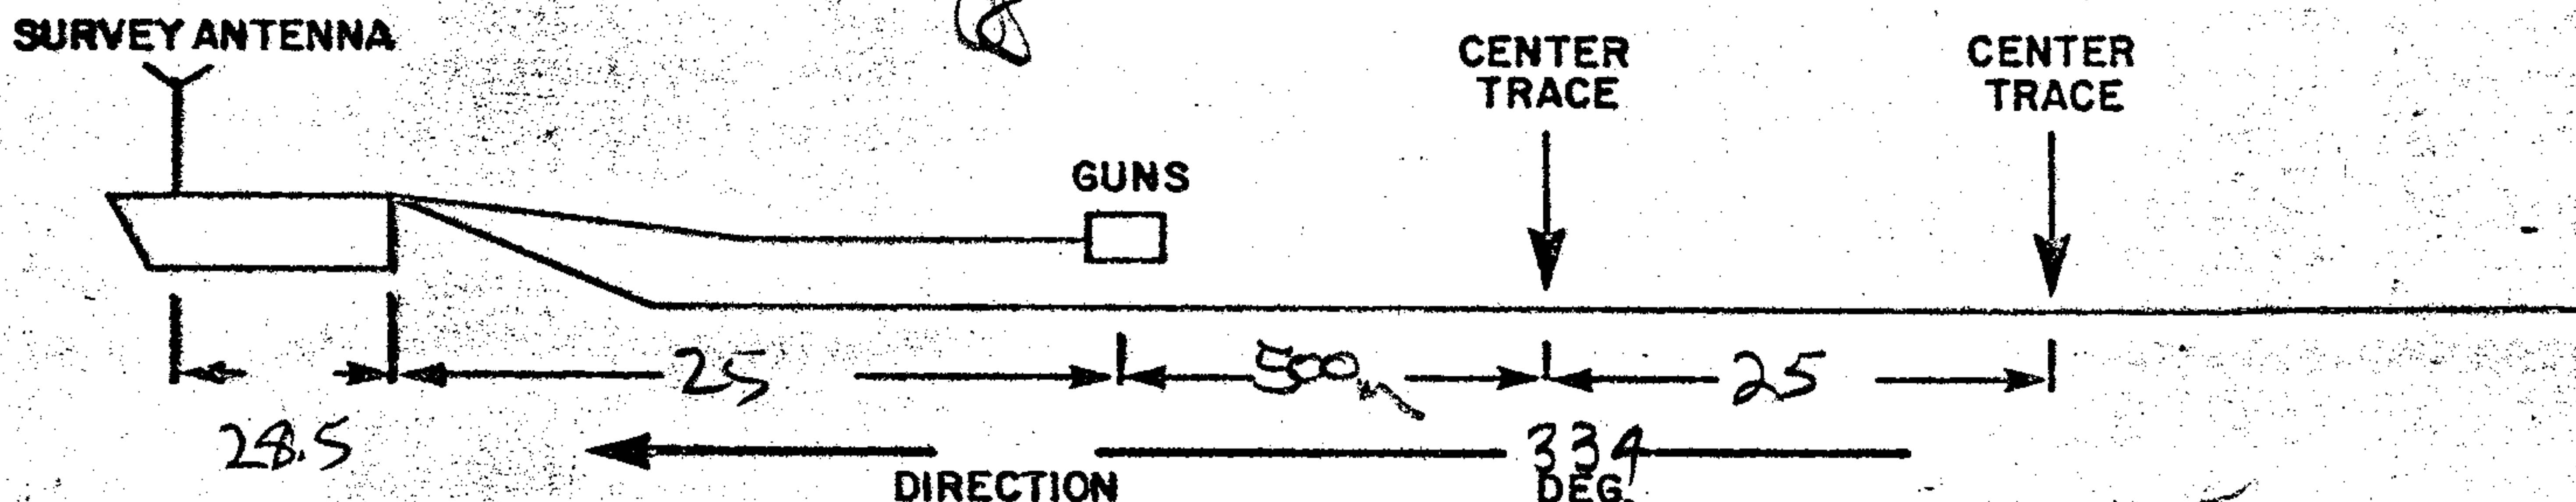 SURVEY ANTENNA
CENTER
TRACE
CENTER
TRACE
GUNS
25
500m
25
28.5
334
DIRECTION
DEG.